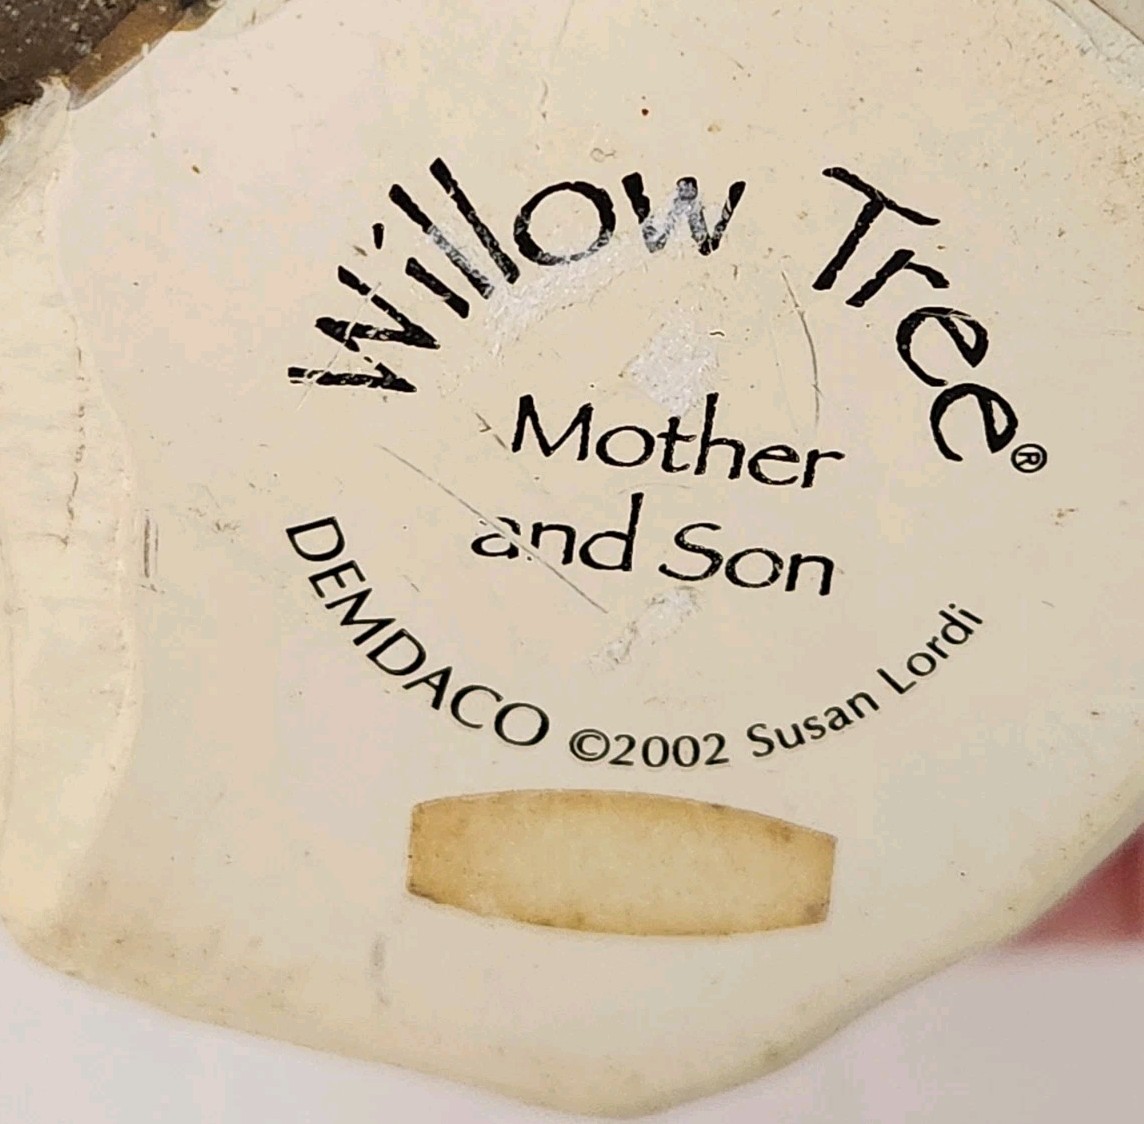 Willow Tree®
Mother
and Son
DEMDACO ©2002 Susan Lordi